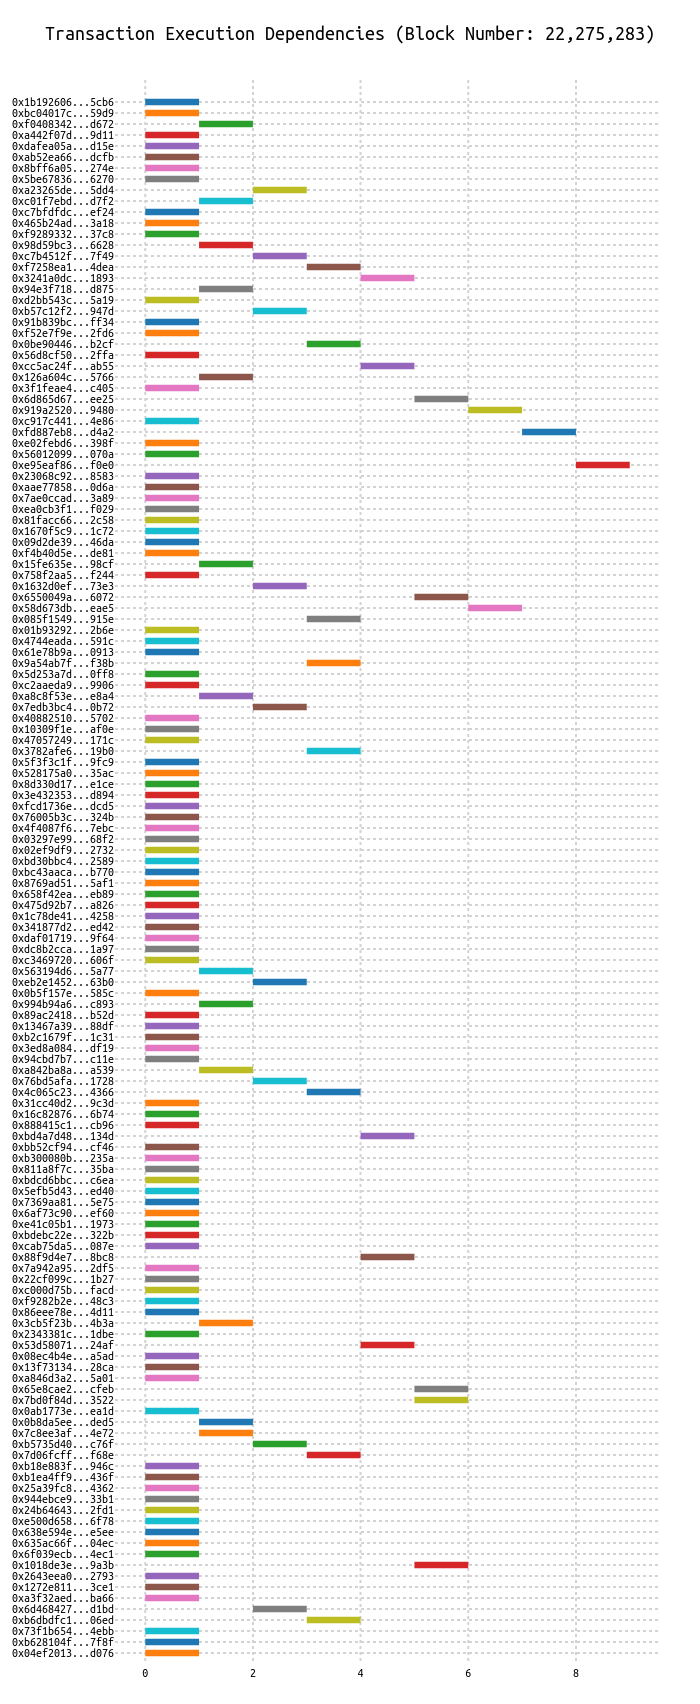 Transaction Execution Dependencies (Block Number: 22,275,283)
0x1b192606...5cb6
0xbc04017c...59d9
0xf0408342...d672
0xa442f07d...9d11
0xdafea05a...d15e
0xab52ea66...dcfb
0x8bff6a05...274e
0x5be67836...6270
0xa23265de...5dd4
0xc01f7ebd...d7f2
0xc7bfdfdc...ef24
0x465b24ad...3a18
0xf9289332...37c8
0x98d59bc3...6628
0xc7b4512f...7f49
0xf7258ea1...4dea
0x3241a0dc...1893
0x94e3f718...d875
0xd2bb543c...5a19
0xb57c12f2...947d
0x91b839bc...ff34
0xf52e7f9e...2fd6
0x0be90446...b2cf
0x56d8cf50...2ffa
0xcc5ac24f...ab55
0x126a604c...5766
0x3f1feae4...c405
0x6d865d67...ee25
0x919a2520...9480
0xc917c441...4e86
0xfd887eb8...d4a2
0xe02febd6...398f
0x56012099...070a
0xe95eaf86...f0e0
0x23068c92...8583
0xaae77858...0d6a
0x7ae0ccad...3a89
0xea0cb3f1...f029
0x81facc66...2c58
0x1670f5c9...1c72
0x09d2de39...46da
0xf4b40d5e...de81
0x15fe635e...98cf
0x758f2aa5...f244
0x1632d0ef...73e3
0x6550049a...6072
0x58d673db...eae5
0x085f1549...915e
0x01b93292...2b6e
0x4744eada...591c
0x61e78b9a...0913
0x9a54ab7f...f38b
0x5d253a7d...0ff8
0xc2aaeda9...9906
0xa8c8f53e...e8a4
0x7edb3bc4...0b72
0x40882510...5702
0x10309f1e...af0e
0x47057249...171c
0x3782afe6...19b0
0x5f3f3c1f...9fc9
0x528175a0...35ac
0x8d330d17...e1ce
0x3e432353...d894
0xfcd1736e...dcd5
0x76005b3c...324b
0x4f4087f6...7ebc
0x03297e99...68f2
0x02ef9df9...2732
0xbd30bbc4...2589
0xbc43aaca...b770
0x8769ad51...5af1
0x658f42ea...eb89
0x475d92b7...a826
0x1c78de41...4258
0x341877d2...ed42
0xdaf01719...9f64
0xdc8b2cca...1a97
0xc3469720...606f
0x563194d6...5a77
0xeb2e1452...63b0
0x0b5f157e...585c
0x994b94a6...c893
0x89ac2418...b52d
0x13467a39...88df
0xb2c1679f...1c31
0x3ed8a084...df19
0x94cbd7b7...c11e
0xa842ba8a...a539
0x76bd5afa...1728
0x4c065c23...4366
0x31cc40d2...9c3d
0x16c82876...6b74
0x888415c1...cb96
0xbd4a7d48...134d
0xbb52cf94...cf46
0xb300080b...235a
0x811a8f7c...35ba
0xbdcd6bbc...c6ea
0x5efb5d43...ed40
0x7369aa81...5e75
0x6af73c90...ef60
0xe41c05b1...1973
0xbdebc22e...322b
0xcab75da5...087e
0x88f9d4e7...8bc8
0x7a942a95...2df5
0x22cf099c...1b27
0xc000d75b...facd
0xf9282b2e...48c3
0x86eee78e...4d11
0x3cb5f23b...4b3a
0x2343381c...1dbe
0x53d58071...24af
0x08ec4b4e...a5ad
0x13f73134...28ca
0xa846d3a2...5a01
0x65e8cae2...cfeb
0x7bd0f84d...3522
0x0ab1773e...ea1d
0x0b8da5ee...ded5
0x7c8ee3af...4e72
0xb5735d40...c76f
0x7d06fcff...f68e
0xb18e883f...946c
0xb1ea4ff9...436f
0x25a39fc8...4362
0x944ebce9...33b1
0x24b64643...2fd1
0xe500d658...6f78
0x638e594e...e5ee
0x635ac66f...04ec
0x6f039ecb...4ec1
0x1018de3e...9a3b
0x2643eea0...2793
0x1272e811...3ce1
0xa3f32aed...ba66
0x6d468427...d1bd
0xb6dbdfc1...06ed
0x73f1b654...4ebb
0xb628104f...7f8f
0x04ef2013...d076
0 2 4 6 8